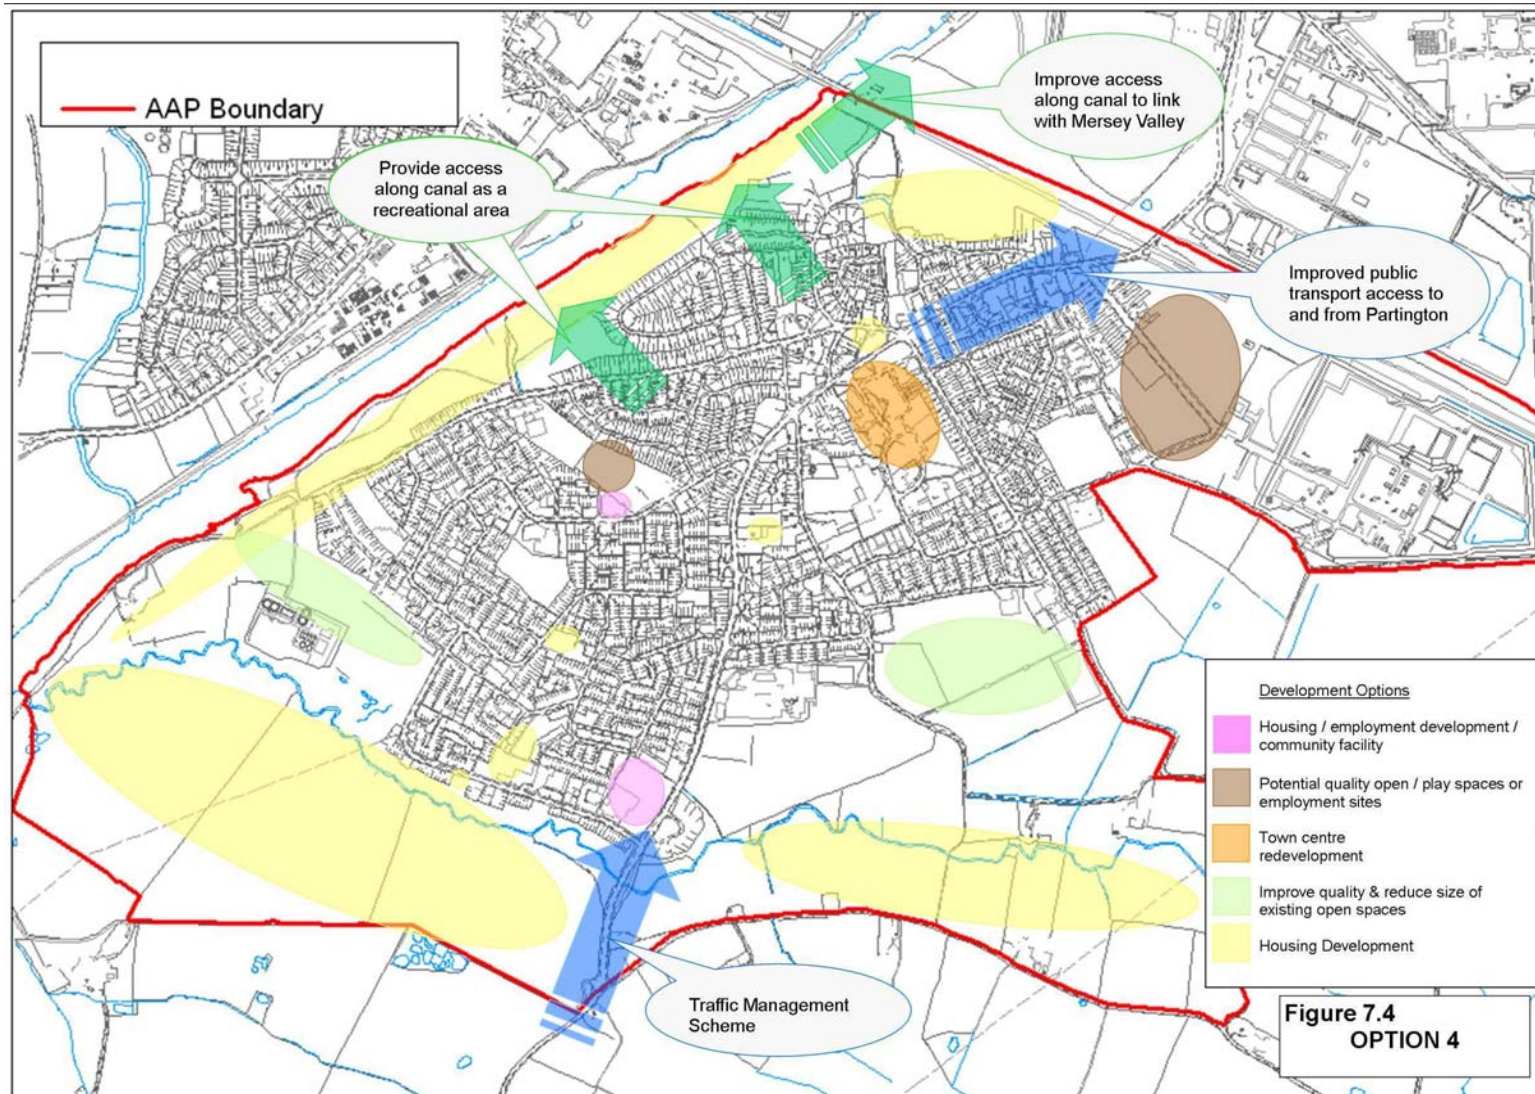 AAP Boundary
Improve access
along canal to link
with Mersey Valley
Provide access
along canal as a
recreational area
Improved public
transport access to
and from Partington
Traffic Management
Scheme
Development Options
Housing / employment development /
community facility
Potential quality open / play spaces or
employment sites
Town centre
redevelopment
Improve quality & reduce size of
existing open spaces
Housing Development
Figure 7.4
OPTION 4